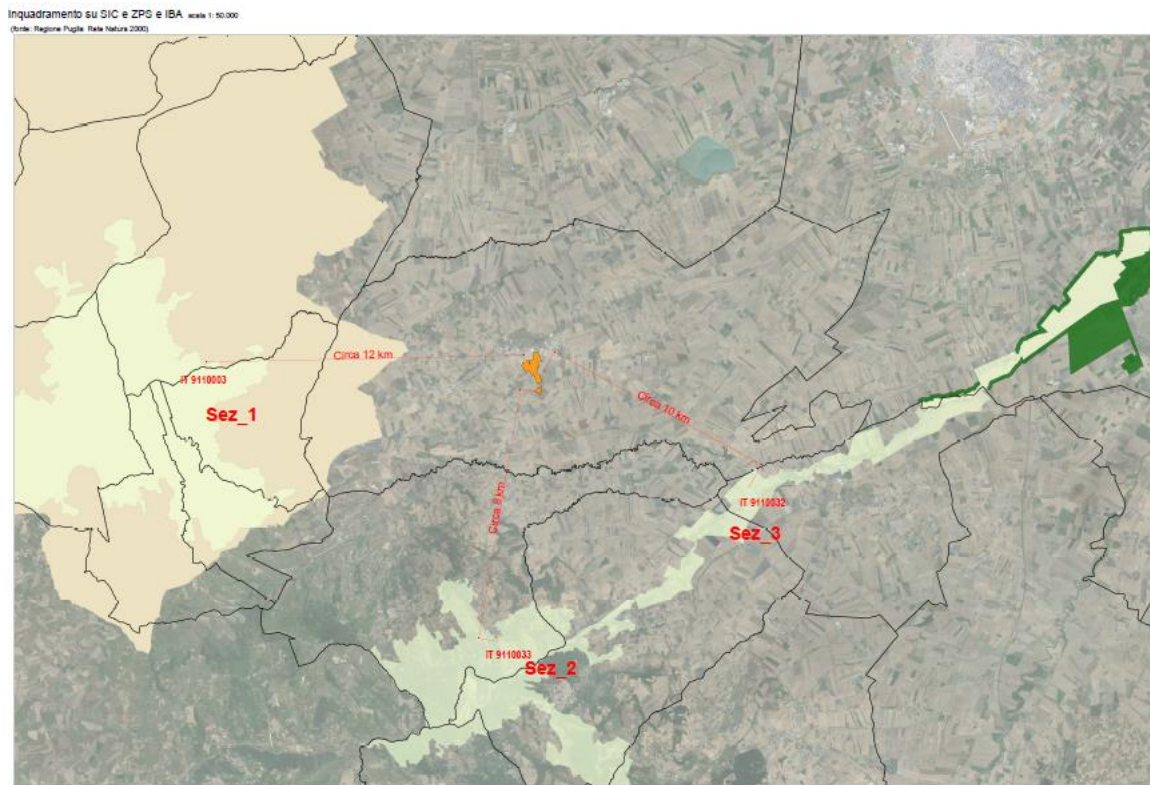 Inquadramento su SIC e ZPS e IBA scala 1: 50.000
(fonte: Regione Puglia Rete Natura 2000)
Circa 12 km
IT 9110003
Sez_1
Circa 10 km
Circa 8 km
IT 9110032
Sez_3
IT 9110033
Sez_2